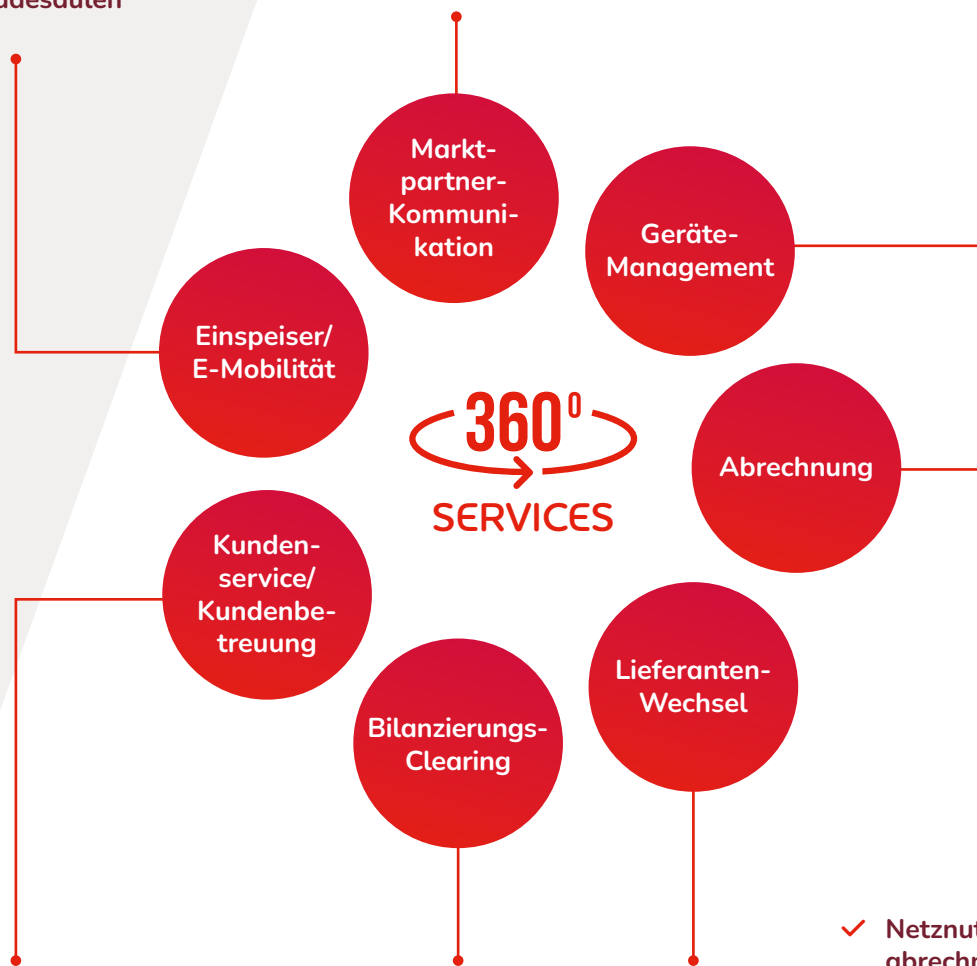 Markt-
partner-
Kommuni-
kation
Geräte-
Management
Einspeiser/
E-Mobilität
360°
SERVICES
Abrechnung
Kunden-
service/
Kundenbe-
treuung
Lieferanten-
Wechsel
Bilanzierungs-
Clearing